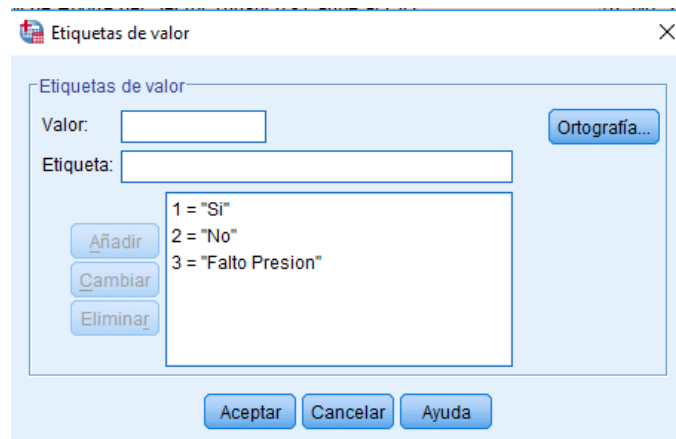 Etiquetas de valor
Etiquetas de valor
Valor:
Ortografía...
Etiqueta:
1 = "Si"
2 = "No"
3 = "Falto Presion"
Añadir
Cambiar
Eliminar
Aceptar Cancelar Ayuda